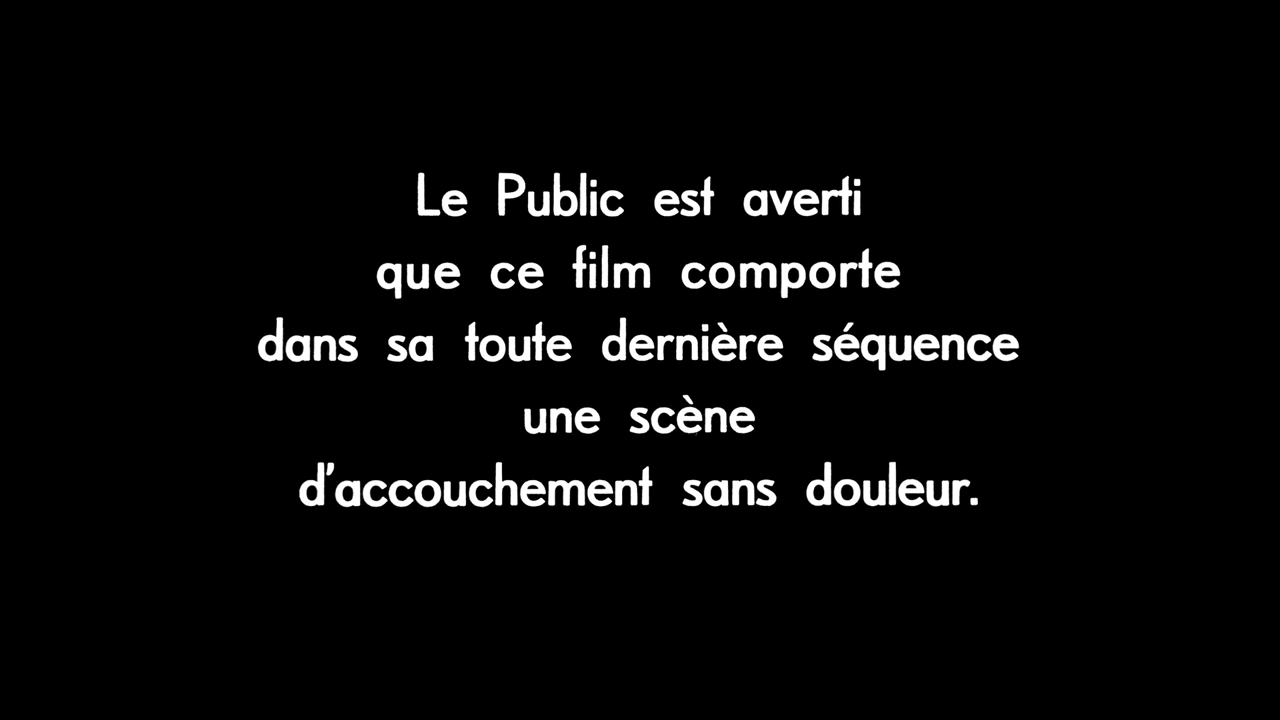 Le Public est averti
que ce film comporte
dans sa toute dernière séquence
une scène
d'accouchement sans douleur.